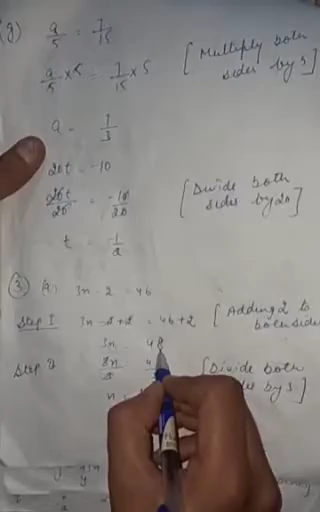 (g) a/5 = 7/15
a/5 × 5 = 7/15 × 5 [Multiply both sides by 5]
a = 7/3
20t = -10
20t/20 = -10/20 [Divide both sides by 20]
t = -1/2
③ (a) 3n - 2 = 46
Step I 3n - 2 + 2 = 46 + 2 [Adding 2 to both sides
3n = 48
Step II 3n/3 [Divide both sides by 3]
n =